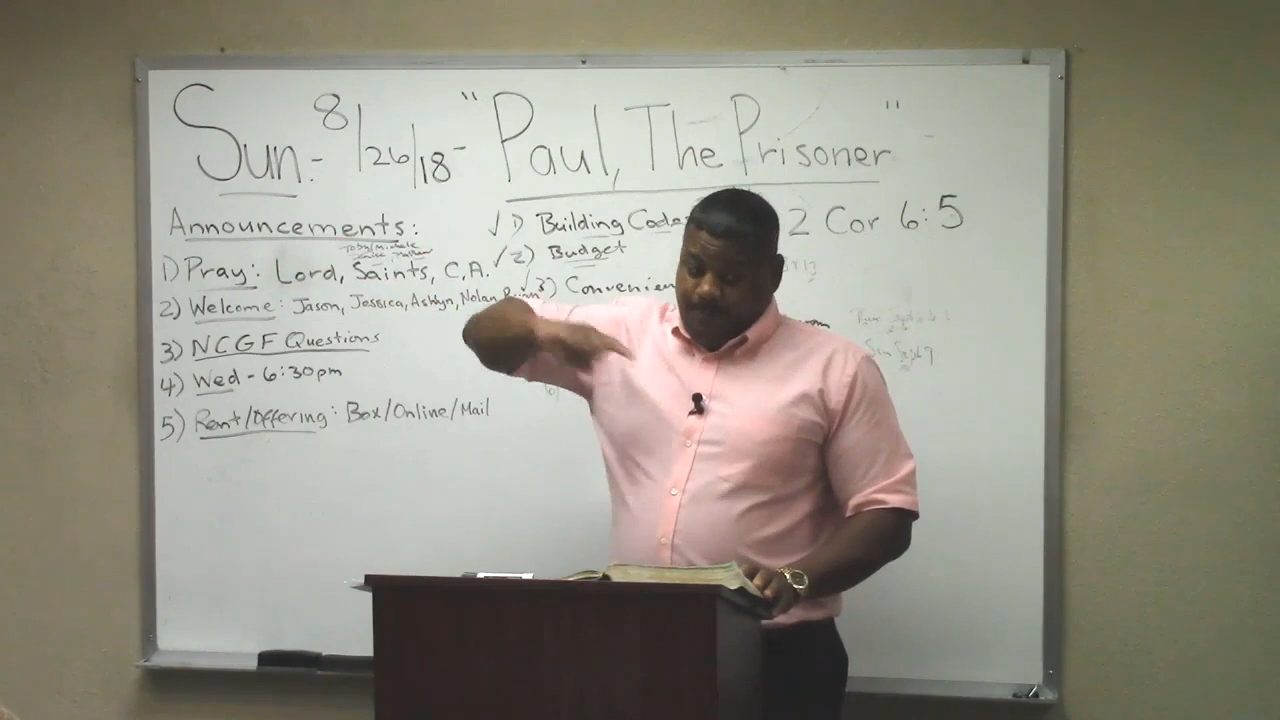 Sun- 8/26/18- "Paul, The Prisoner"
Announcements:
1) Pray: Lord, Saints, C.A.
2) Welcome: Jason, Jessica, Ashlyn, Nolan
3) NCGF Questions
4) Wed - 6:30pm
5) Rent/Offering: Box/Online/Mail
✓ 1) Building Code
✓ 2) Budget
3) Convenien
2 Cor 6:5